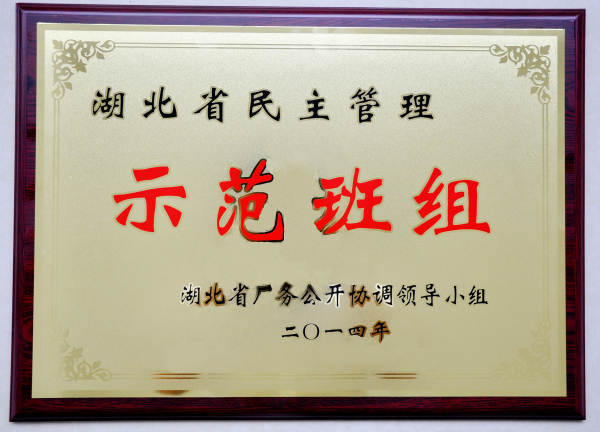 湖北省民主管理
示范班组
湖北省厂务公开协调领导小组
二〇一四年